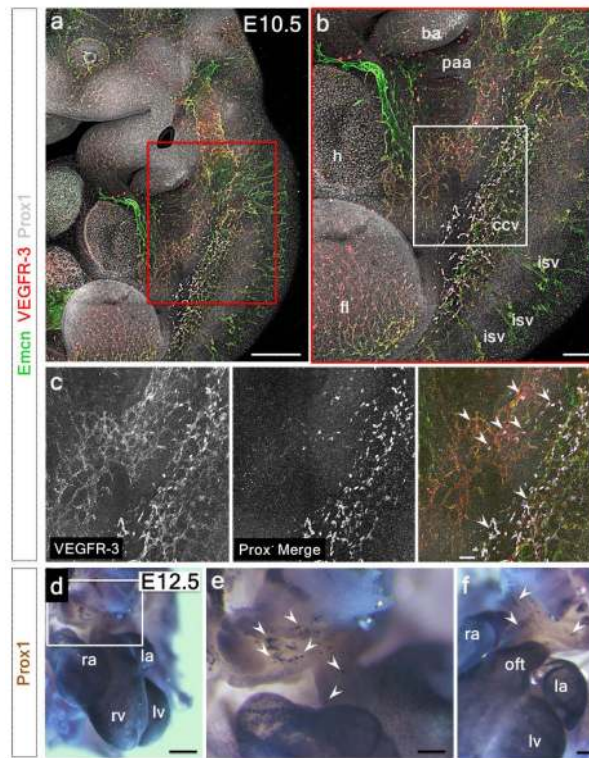 a
E10.5
b
ba
paa
h
ccv
isv
isv
isv
fl
Emcn VEGFR-3 Prox1
c
VEGFR-3
Prox Merge
d
E12.5
ra
la
rv
lv
e
f
ra
oft
la
lv
Prox1